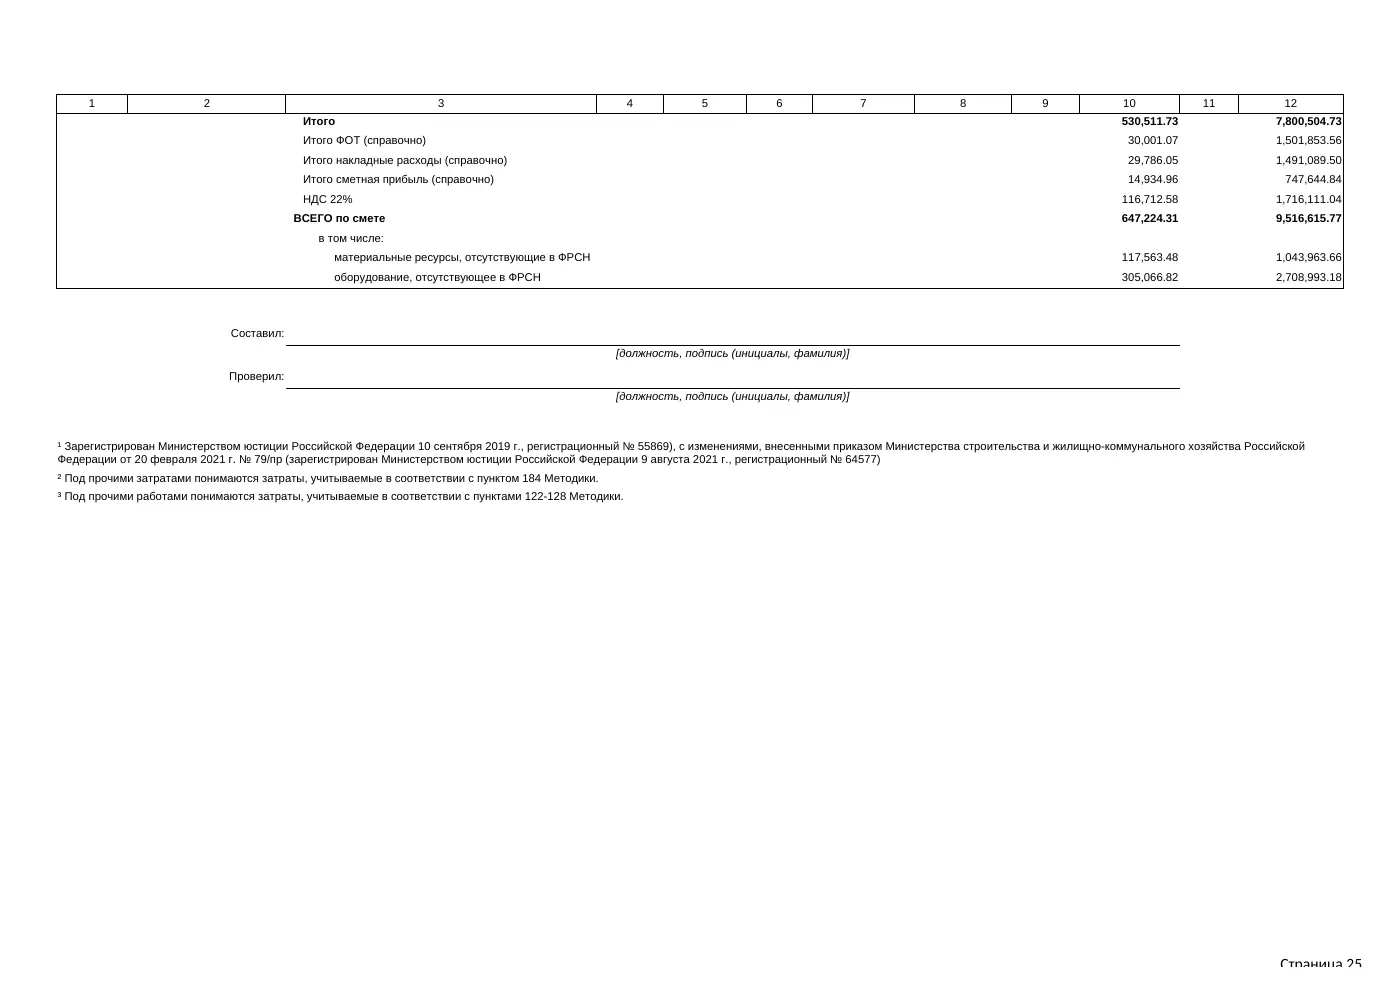 1 2 3 4 5 6 7 8 9 10 11 12
Итого 530,511.73 7,800,504.73
Итого ФОТ (справочно) 30,001.07 1,501,853.56
Итого накладные расходы (справочно) 29,786.05 1,491,089.50
Итого сметная прибыль (справочно) 14,934.96 747,644.84
НДС 22% 116,712.58 1,716,111.04
ВСЕГО по смете 647,224.31 9,516,615.77
в том числе:
материальные ресурсы, отсутствующие в ФРСН 117,563.48 1,043,963.66
оборудование, отсутствующее в ФРСН 305,066.82 2,708,993.18
Составил:
[должность, подпись (инициалы, фамилия)]
Проверил:
[должность, подпись (инициалы, фамилия)]
¹ Зарегистрирован Министерством юстиции Российской Федерации 10 сентября 2019 г., регистрационный № 55869), с изменениями, внесенными приказом Министерства строительства и жилищно-коммунального хозяйства Российской
Федерации от 20 февраля 2021 г. № 79/пр (зарегистрирован Министерством юстиции Российской Федерации 9 августа 2021 г., регистрационный № 64577)
² Под прочими затратами понимаются затраты, учитываемые в соответствии с пунктом 184 Методики.
³ Под прочими работами понимаются затраты, учитываемые в соответствии с пунктами 122-128 Методики.
Страница 25